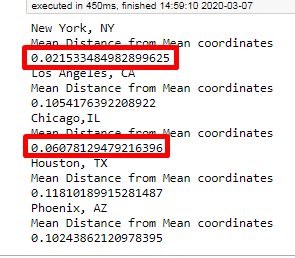 executed in 450ms, finished 14:59:10 2020-03-07
New York, NY
Mean Distance from Mean coordinates
0.021533484982899625
Los Angeles, CA
Mean Distance from Mean coordinates
0.1054176392208922
Chicago,IL
Mean Distance from Mean coordinates
0.06078129479216396
Houston, TX
Mean Distance from Mean coordinates
0.11810189915281487
Phoenix, AZ
Mean Distance from Mean coordinates
0.10243862120978395